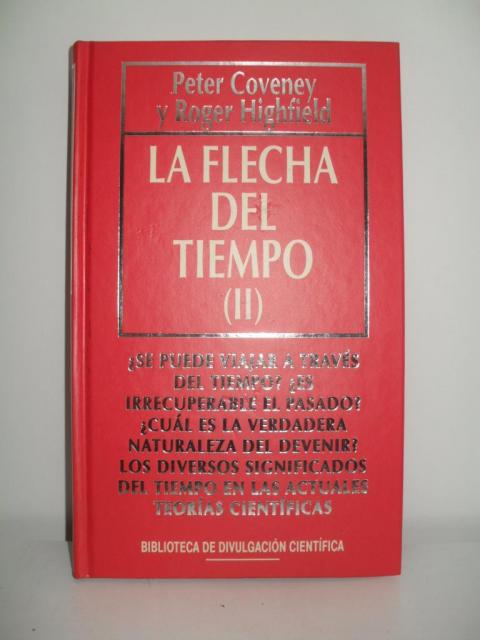 Peter Coveney
y Roger Highfield
LA FLECHA
DEL
TIEMPO
(II)
¿SE PUEDE VIAJAR A TRAVÉS
DEL TIEMPO? ¿ES
IRRECUPERABLE EL PASADO?
¿CUÁL ES LA VERDADERA
NATURALEZA DEL DEVENIR?
LOS DIVERSOS SIGNIFICADOS
DEL TIEMPO EN LAS ACTUALES
TEORÍAS CIENTÍFICAS
BIBLIOTECA DE DIVULGACIÓN CIENTÍFICA